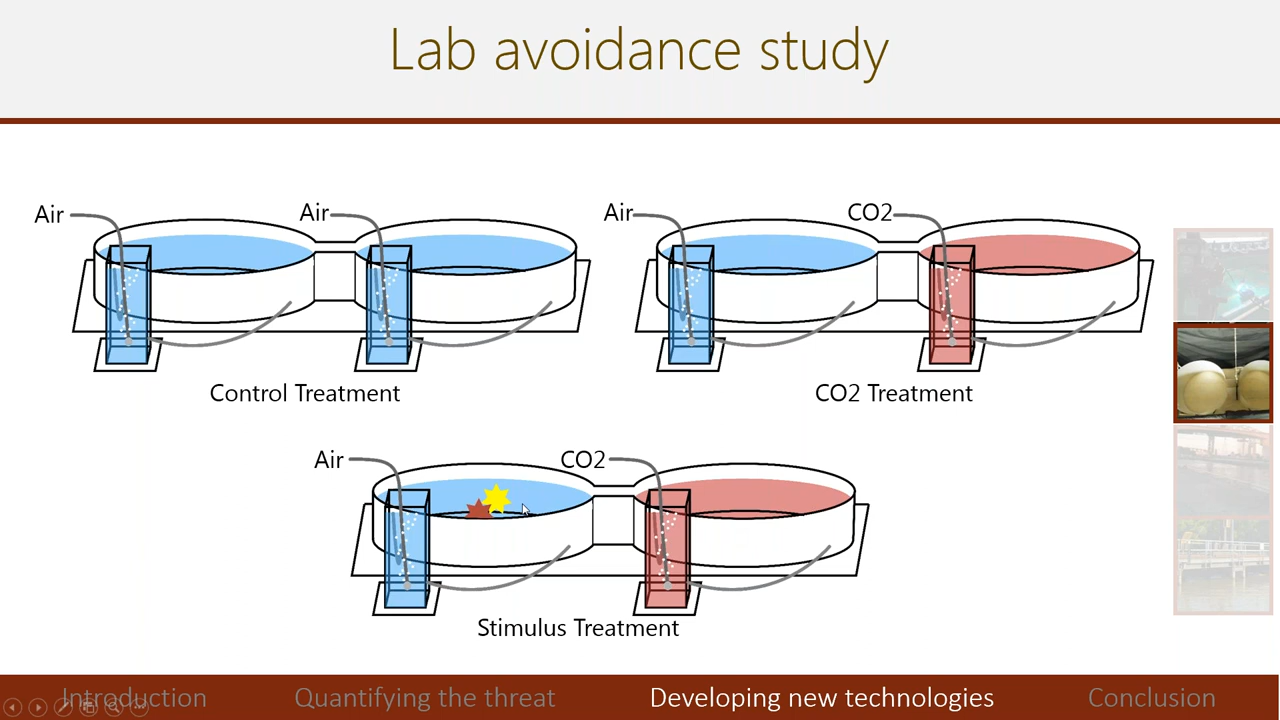 Lab avoidance study
Air
Air
Air
CO2
Control Treatment
CO2 Treatment
Air
CO2
Stimulus Treatment
Introduction
Quantifying the threat
Developing new technologies
Conclusion